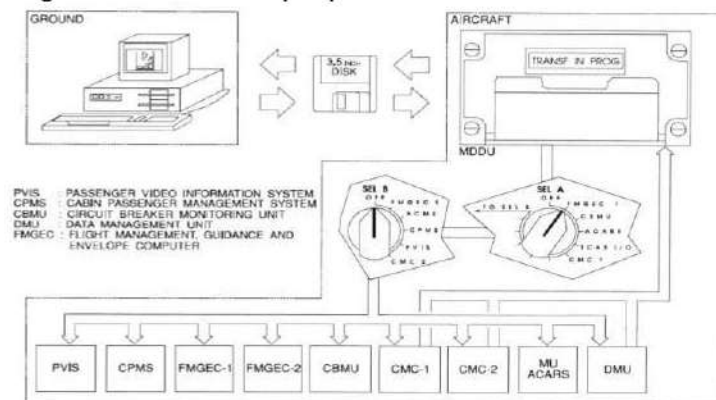 GROUND
AIRCRAFT
3.5 INCH
DISK
TRANSF IN PROG
MDDU
PVIS : PASSENGER VIDEO INFORMATION SYSTEM
CPMS : CABIN PASSENGER MANAGEMENT SYSTEM
CBMU : CIRCUIT BREAKER MONITORING UNIT
DMU : DATA MANAGEMENT UNIT
FMGEC : FLIGHT MANAGEMENT, GUIDANCE AND
ENVELOPE COMPUTER
SEL B
OFF
FMGEC 2
ACMS
CPMS
PVIS
CMC 2
SEL A
OFF
TO SEL B
FMGEC 1
CBMU
ACARS
TCAS I/O
CMC 1
PVIS
CPMS
FMGEC-1
FMGEC-2
CBMU
CMC-1
CMC-2
MU
ACARS
DMU